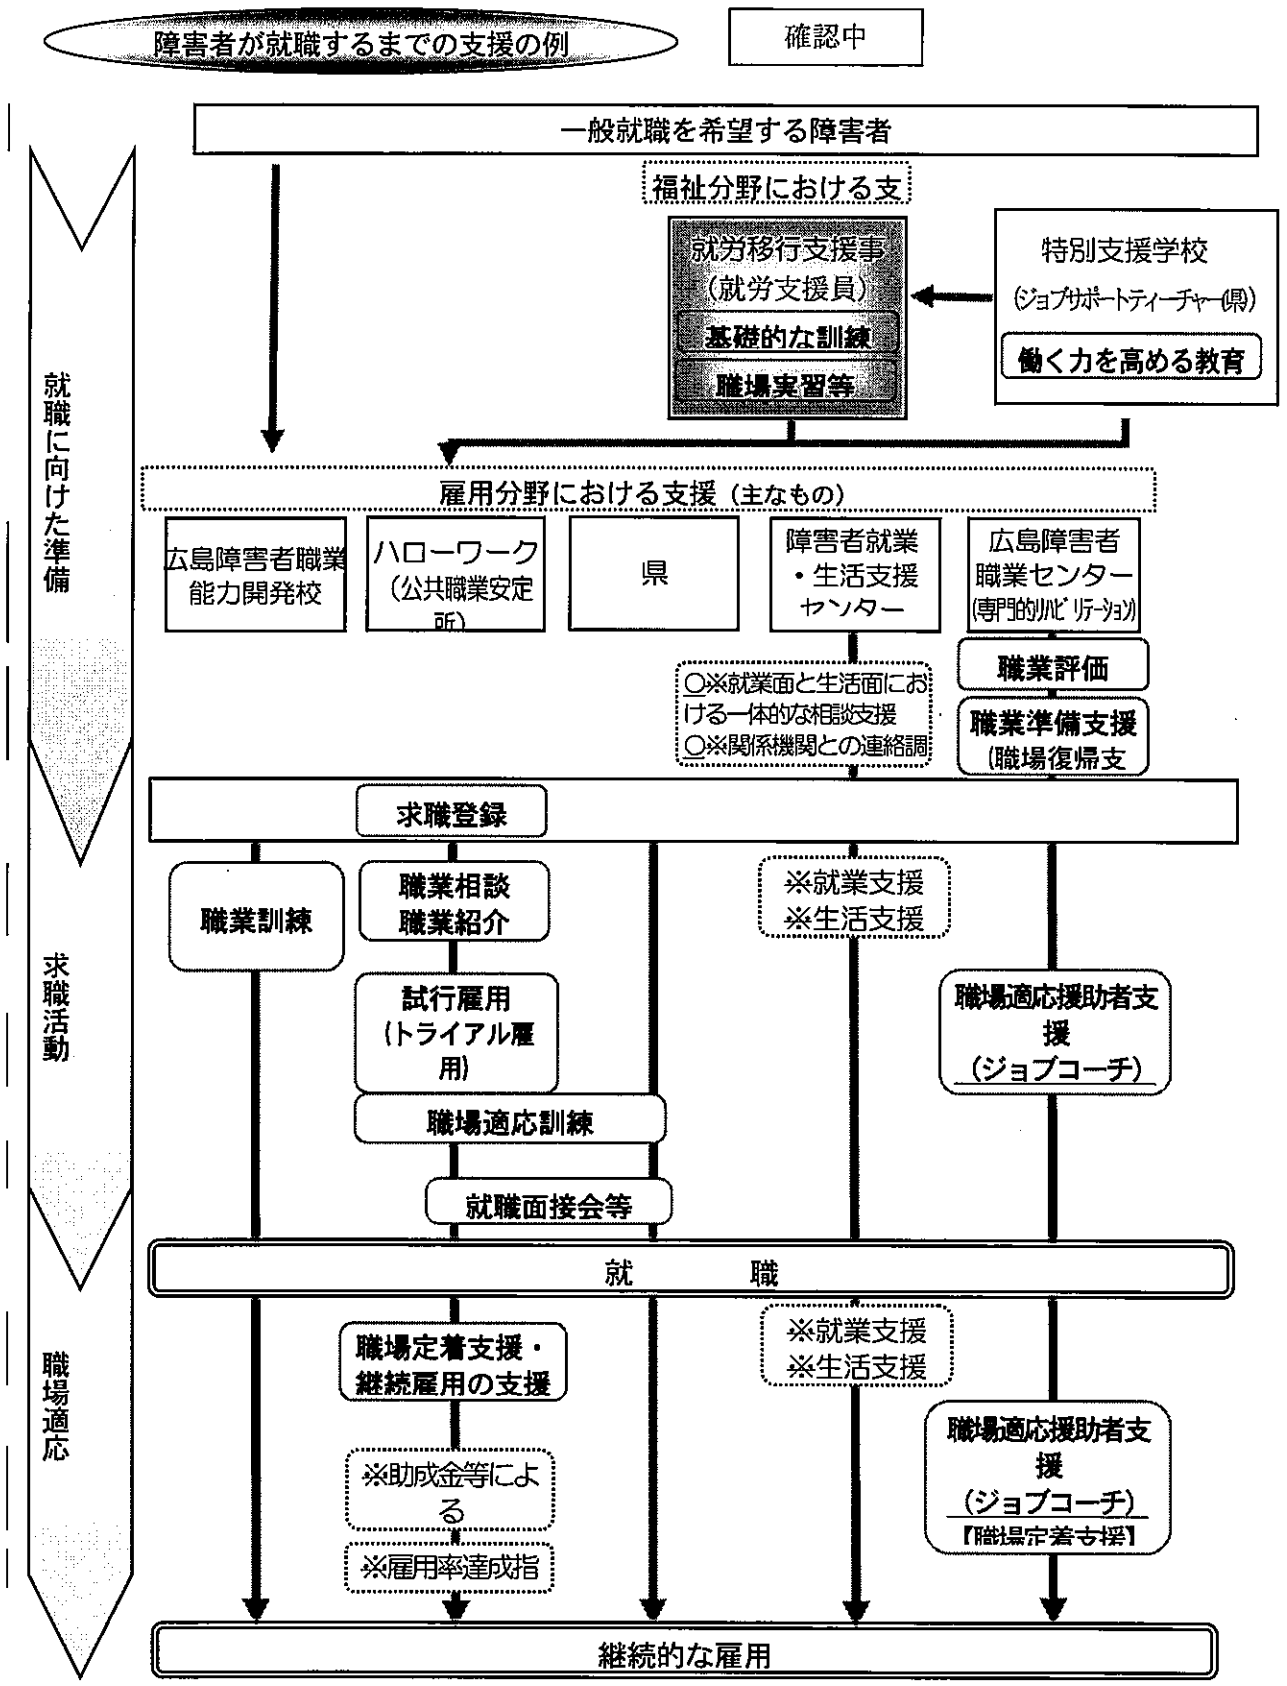 障害者が就職するまでの支援の例
確認中
一般就職を希望する障害者
福祉分野における支
就労移行支援事
（就労支援員）
基礎的な訓練
職場実習等
特別支援学校
（ジョブサポートティーチャー（県）
働く力を高める教育
就職に向けた準備
雇用分野における支援（主なもの）
広島障害者職業
能力開発校
ハローワーク
（公共職業安定
所）
県
障害者就業
・生活支援
センター
広島障害者
職業センター
（専門的リハビリテーション）
○※就業面と生活面にお
ける一体的な相談支援
○※関係機関との連絡調
職業評価
職業準備支援
（職場復帰支
求職登録
求職活動
職業訓練
職業相談
職業紹介
試行雇用
（トライアル雇
用）
職場適応訓練
就職面接会等
※就業支援
※生活支援
職場適応援助者支
援
（ジョブコーチ）
就　　　職
職場適応
職場定着支援・
継続雇用の支援
※助成金等によ
る
※雇用率達成指
※就業支援
※生活支援
職場適応援助者支
援
（ジョブコーチ）
【職場定着支援】
継続的な雇用